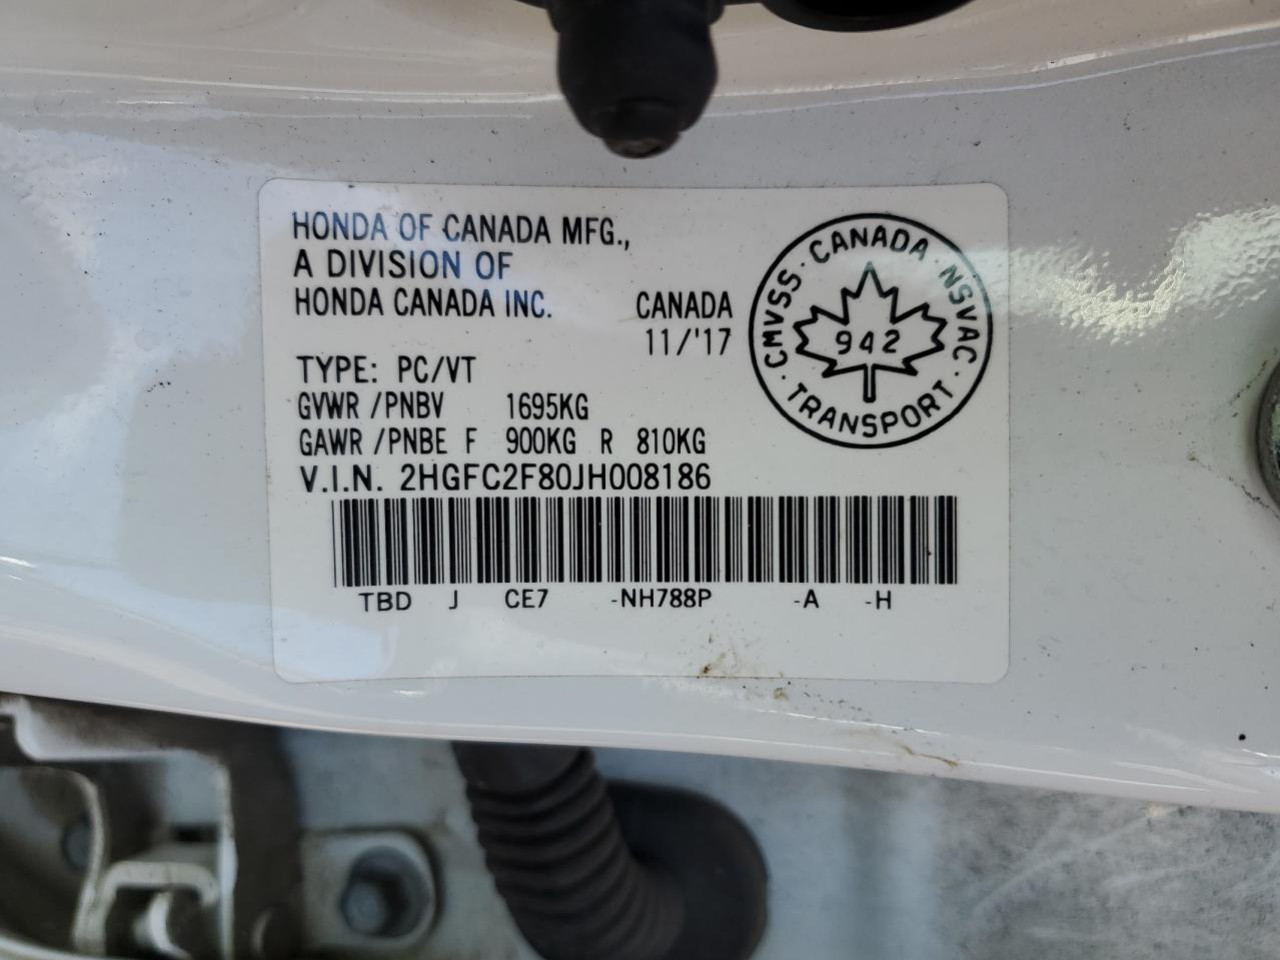 HONDA OF CANADA MFG.,
A DIVISION OF
HONDA CANADA INC.
CANADA
11/'17
TYPE: PC/VT
GVWR /PNBV 1695KG
GAWR /PNBE F 900KG R 810KG
V.I.N. 2HGFC2F80JH008186
TBD J CE7 -NH788P -A -H
CMVSS · CANADA · NSVAC · TRANSPORT ·
942